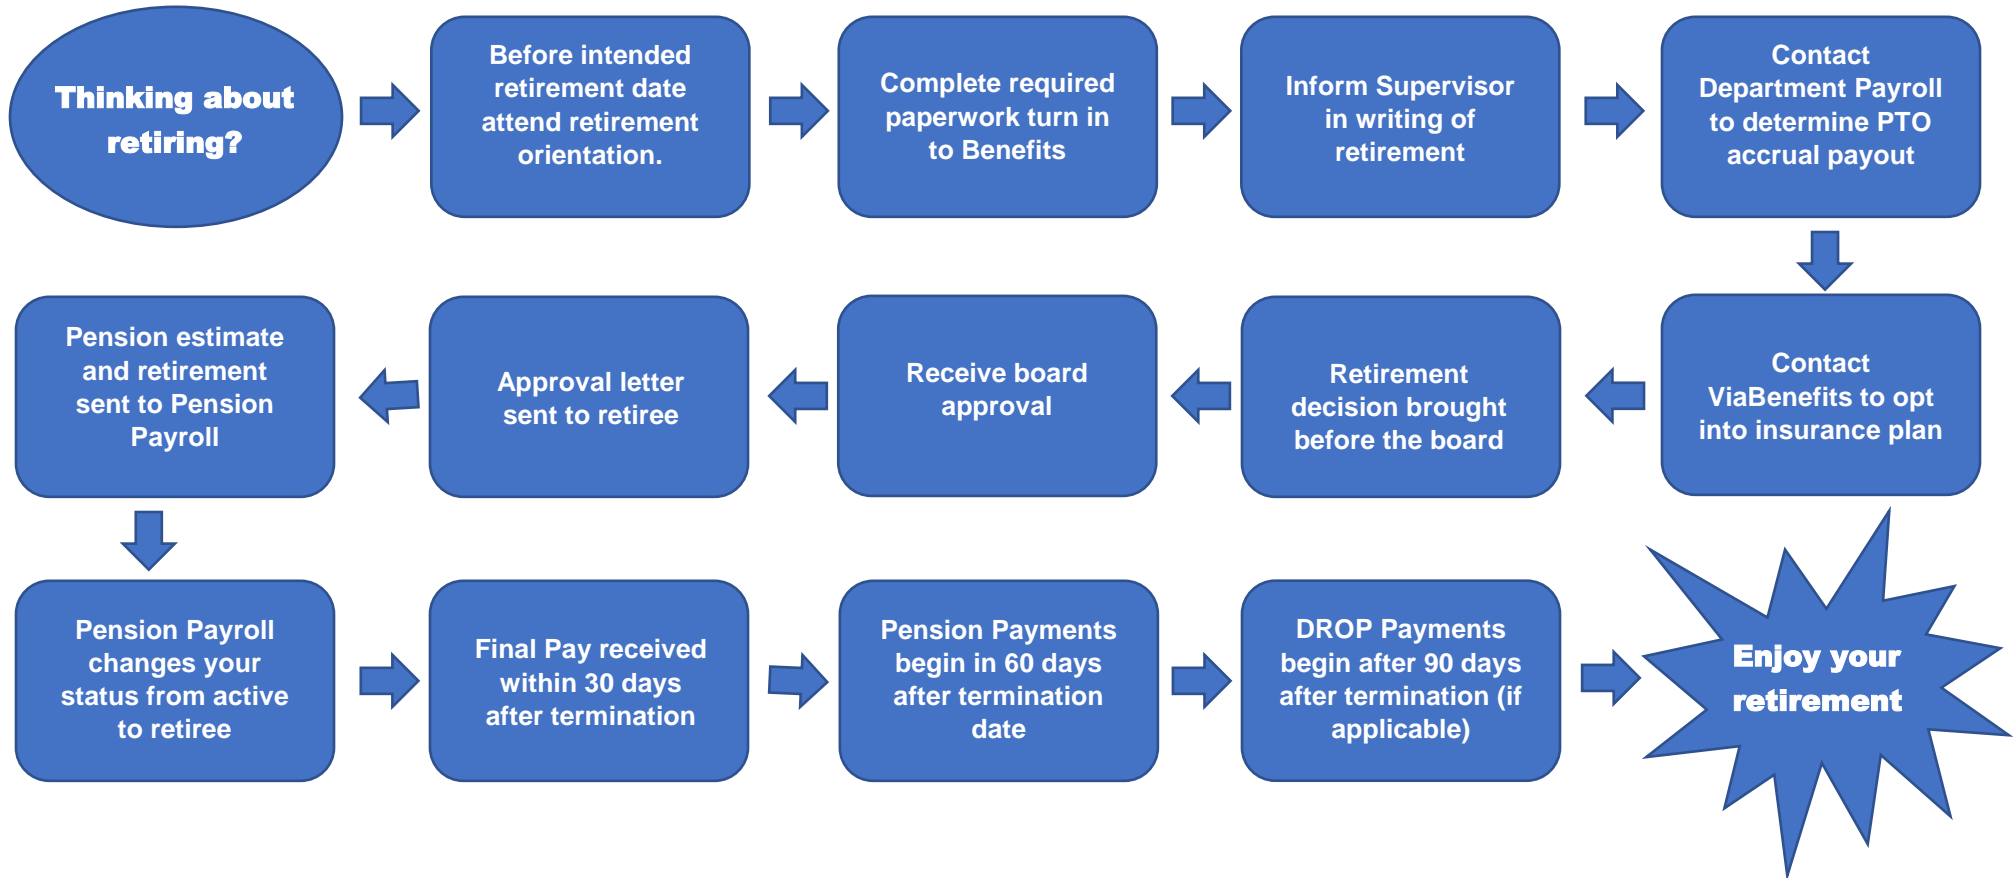 Thinking about
retiring?
Before intended
retirement date
attend retirement
orientation.
Complete required
paperwork turn in
to Benefits
Inform Supervisor
in writing of
retirement
Contact
Department Payroll
to determine PTO
accrual payout
Contact
ViaBenefits to opt
into insurance plan
Retirement
decision brought
before the board
Receive board
approval
Approval letter
sent to retiree
Pension estimate
and retirement
sent to Pension
Payroll
Pension Payroll
changes your
status from active
to retiree
Final Pay received
within 30 days
after termination
Pension Payments
begin in 60 days
after termination
date
DROP Payments
begin after 90 days
after termination (if
applicable)
Enjoy your
retirement